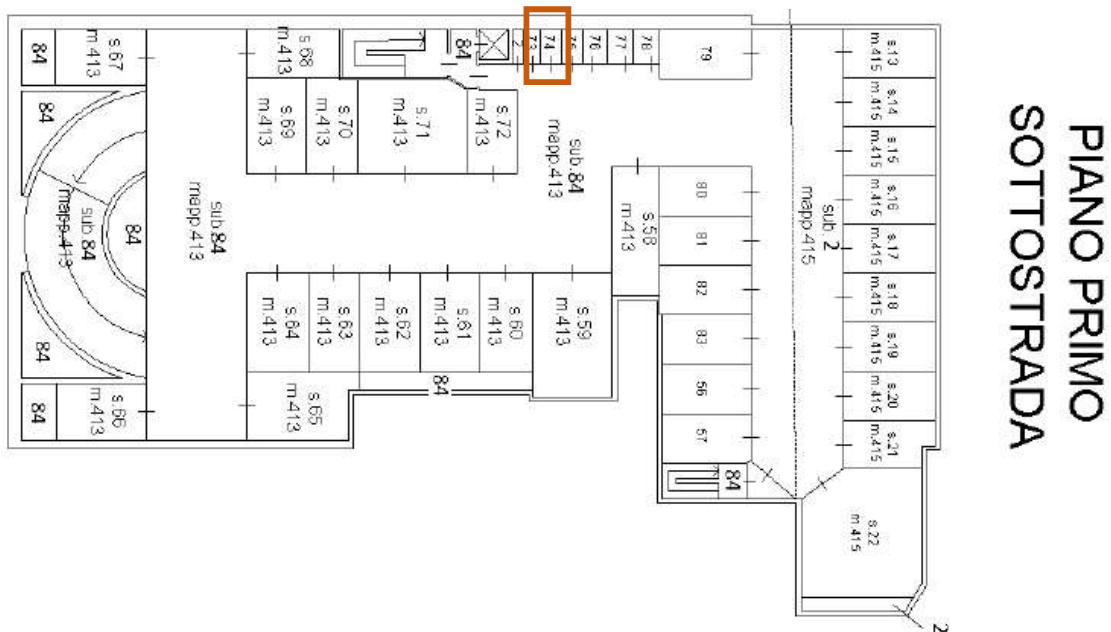 PIANO PRIMO
SOTTOSTRADA
84
s.67
m.413
s.68
m.413
84
2
73
74
75
76
77
78
79
s.13
m.415
s.14
m.415
s.15
m.415
s.16
m.415
s.17
m.415
s.18
m.415
s.19
m.415
s.20
m.415
s.21
m.415
s.22
m.415
2
84
s.69
m.413
s.70
m.413
s.71
m.413
s.72
m.413
sub.84
mapp.413
s.58
m.413
80
81
82
83
56
57
84
sub. 2
mapp.415
sub.84
mapp.413
84
sub.84
mapp.413
84
s.64
m.413
s.63
m.413
s.62
m.413
s.61
m.413
s.60
m.413
s.59
m.413
84
s.65
m.413
84
s.66
m.413